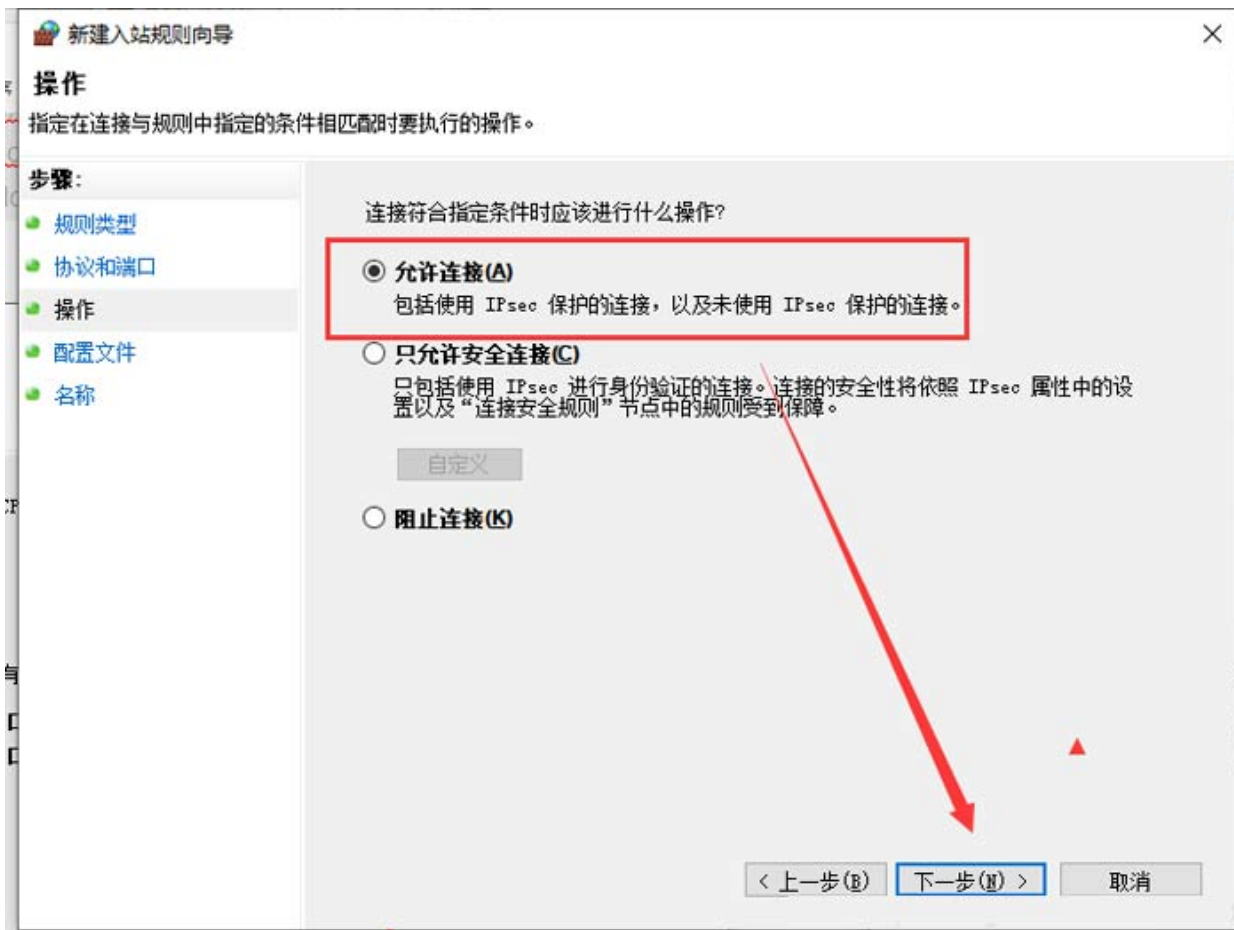 新建入站规则向导
操作
指定在连接与规则中指定的条件相匹配时要执行的操作。
步骤:
规则类型
协议和端口
操作
配置文件
名称
连接符合指定条件时应该进行什么操作?
允许连接(A)
包括使用 IPsec 保护的连接，以及未使用 IPsec 保护的连接。
只允许安全连接(C)
只包括使用 IPsec 进行身份验证的连接。连接的安全性将依照 IPsec 属性中的设
置以及“连接安全规则”节点中的规则受到保障。
自定义
阻止连接(K)
< 上一步(B)
下一步(N) >
取消